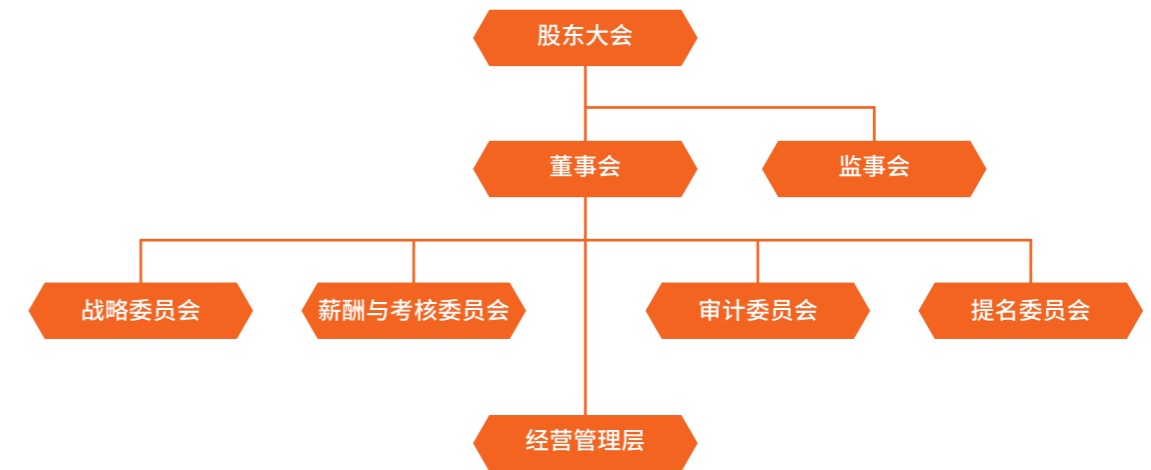 股东大会
董事会
监事会
战略委员会
薪酬与考核委员会
审计委员会
提名委员会
经营管理层